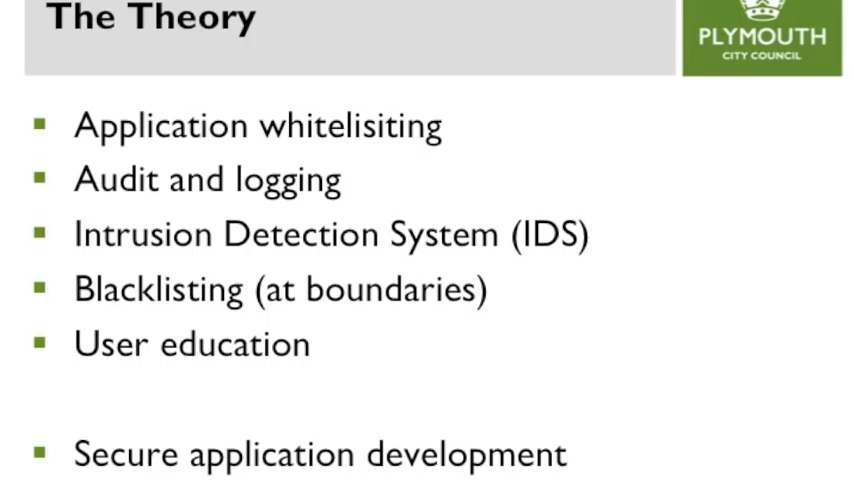 The Theory
PLYMOUTH
CITY COUNCIL
Application whitelisiting
Audit and logging
Intrusion Detection System (IDS)
Blacklisting (at boundaries)
User education
Secure application development